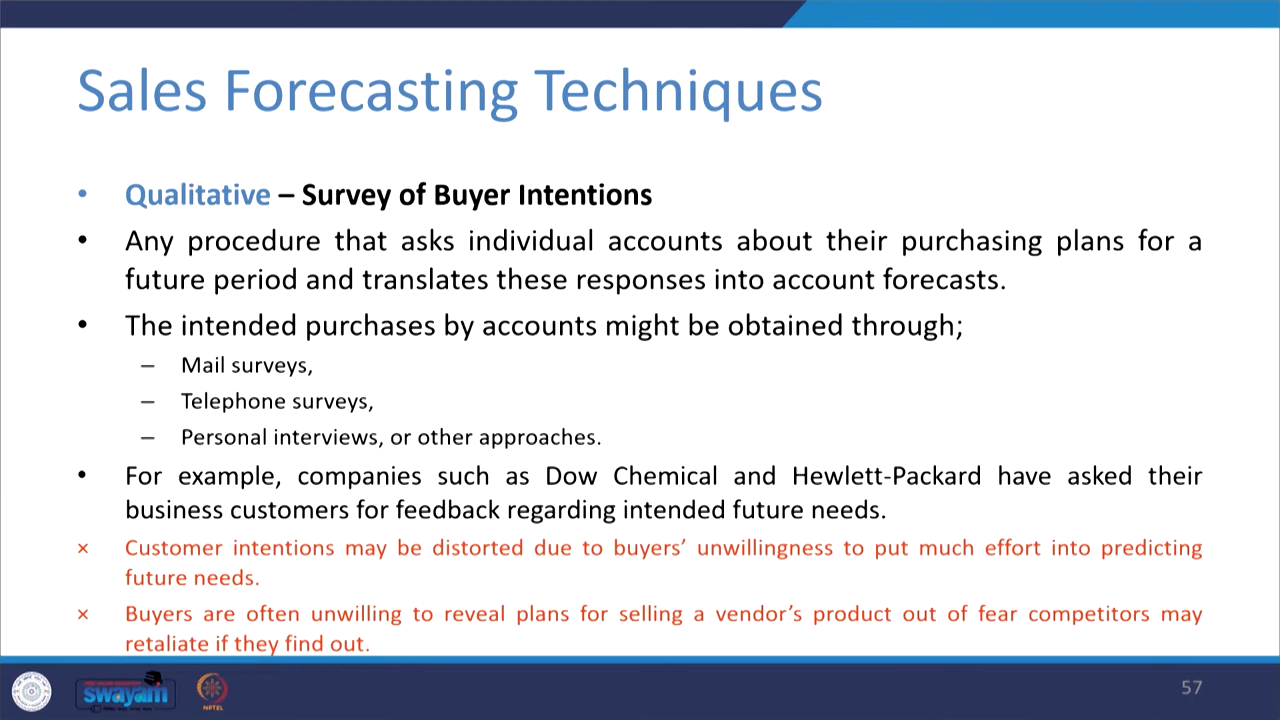 Sales Forecasting Techniques
• Qualitative – Survey of Buyer Intentions
• Any procedure that asks individual accounts about their purchasing plans for a
future period and translates these responses into account forecasts.
• The intended purchases by accounts might be obtained through;
– Mail surveys,
– Telephone surveys,
– Personal interviews, or other approaches.
• For example, companies such as Dow Chemical and Hewlett-Packard have asked their
business customers for feedback regarding intended future needs.
× Customer intentions may be distorted due to buyers’ unwillingness to put much effort into predicting
future needs.
× Buyers are often unwilling to reveal plans for selling a vendor’s product out of fear competitors may
retaliate if they find out.
swayam
NPTEL
57